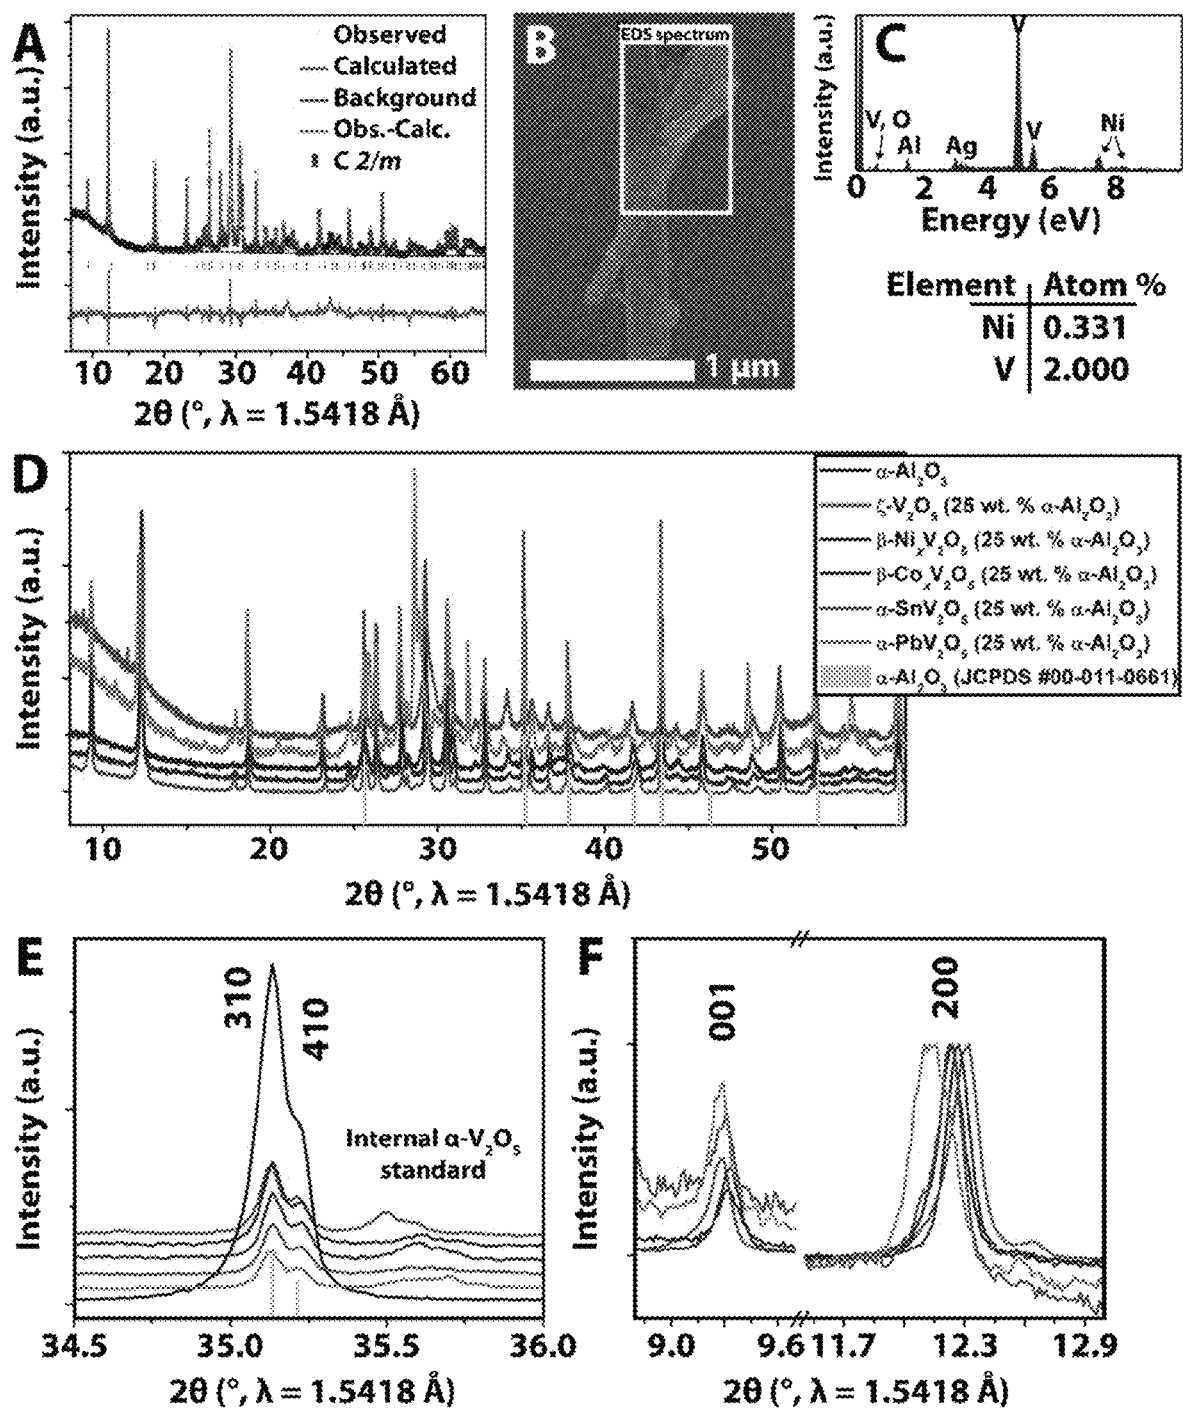 A
Observed
Calculated
Background
Obs.-Calc.
C 2/m
Intensity (a.u.)
10 20 30 40 50 60
2θ (°, λ = 1.5418 Å)
B
EDS spectrum
1 μm
C
V
V, O
Al
Ag
V
Ni
Intensity (a.u.)
0 2 4 6 8
Energy (eV)
Element Atom %
Ni 0.331
V 2.000
D
α-Al₂O₃
ζ-V₂O₅ (25 wt. % α-Al₂O₃)
β-NiₓV₂O₅ (25 wt. % α-Al₂O₃)
β-CoₓV₂O₅ (25 wt. % α-Al₂O₃)
α-SnV₂O₅ (25 wt. % α-Al₂O₃)
α-PbV₂O₅ (25 wt. % α-Al₂O₃)
α-Al₂O₃ (JCPDS #00-011-0661)
Intensity (a.u.)
10 20 30 40 50
2θ (°, λ = 1.5418 Å)
E
310
410
Internal α-V₂O₅
standard
Intensity (a.u.)
34.5 35.0 35.5 36.0
2θ (°, λ = 1.5418 Å)
F
001
200
Intensity (a.u.)
9.0 9.6 11.7 12.3 12.9
2θ (°, λ = 1.5418 Å)